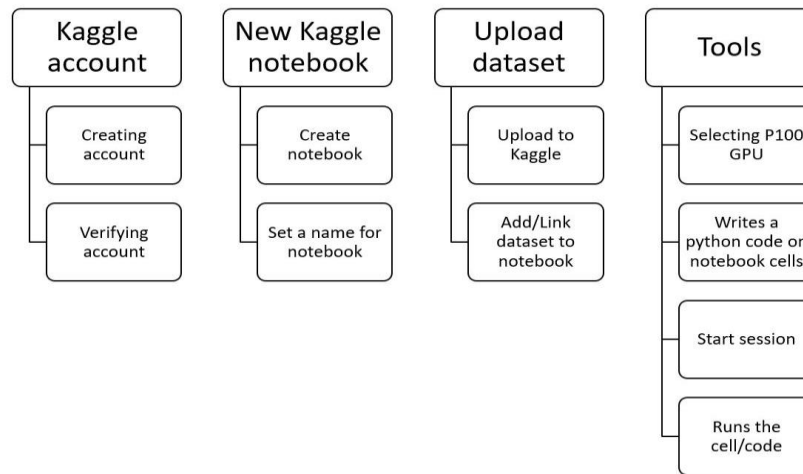 Kaggle
account
Creating
account
Verifying
account
New Kaggle
notebook
Create
notebook
Set a name for
notebook
Upload
dataset
Upload to
Kaggle
Add/Link
dataset to
notebook
Tools
Selecting P100
GPU
Writes a
python code on
notebook cells
Start session
Runs the
cell/code